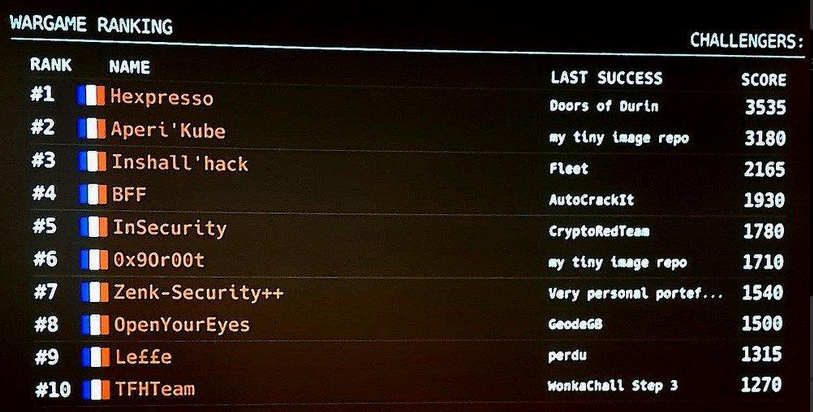 WARGAME RANKING
CHALLENGERS:
RANK NAME LAST SUCCESS SCORE
#1 Hexpresso Doors of Durin 3535
#2 Aperi'Kube my tiny image repo 3180
#3 Inshall'hack Fleet 2165
#4 BFF AutoCrackIt 1930
#5 InSecurity CryptoRedTeam 1780
#6 0x90r00t my tiny image repo 1710
#7 Zenk-Security++ Very personal portef... 1540
#8 OpenYourEyes GeodeGB 1500
#9 Le££e perdu 1315
#10 TFHTeam WonkaChall Step 3 1270